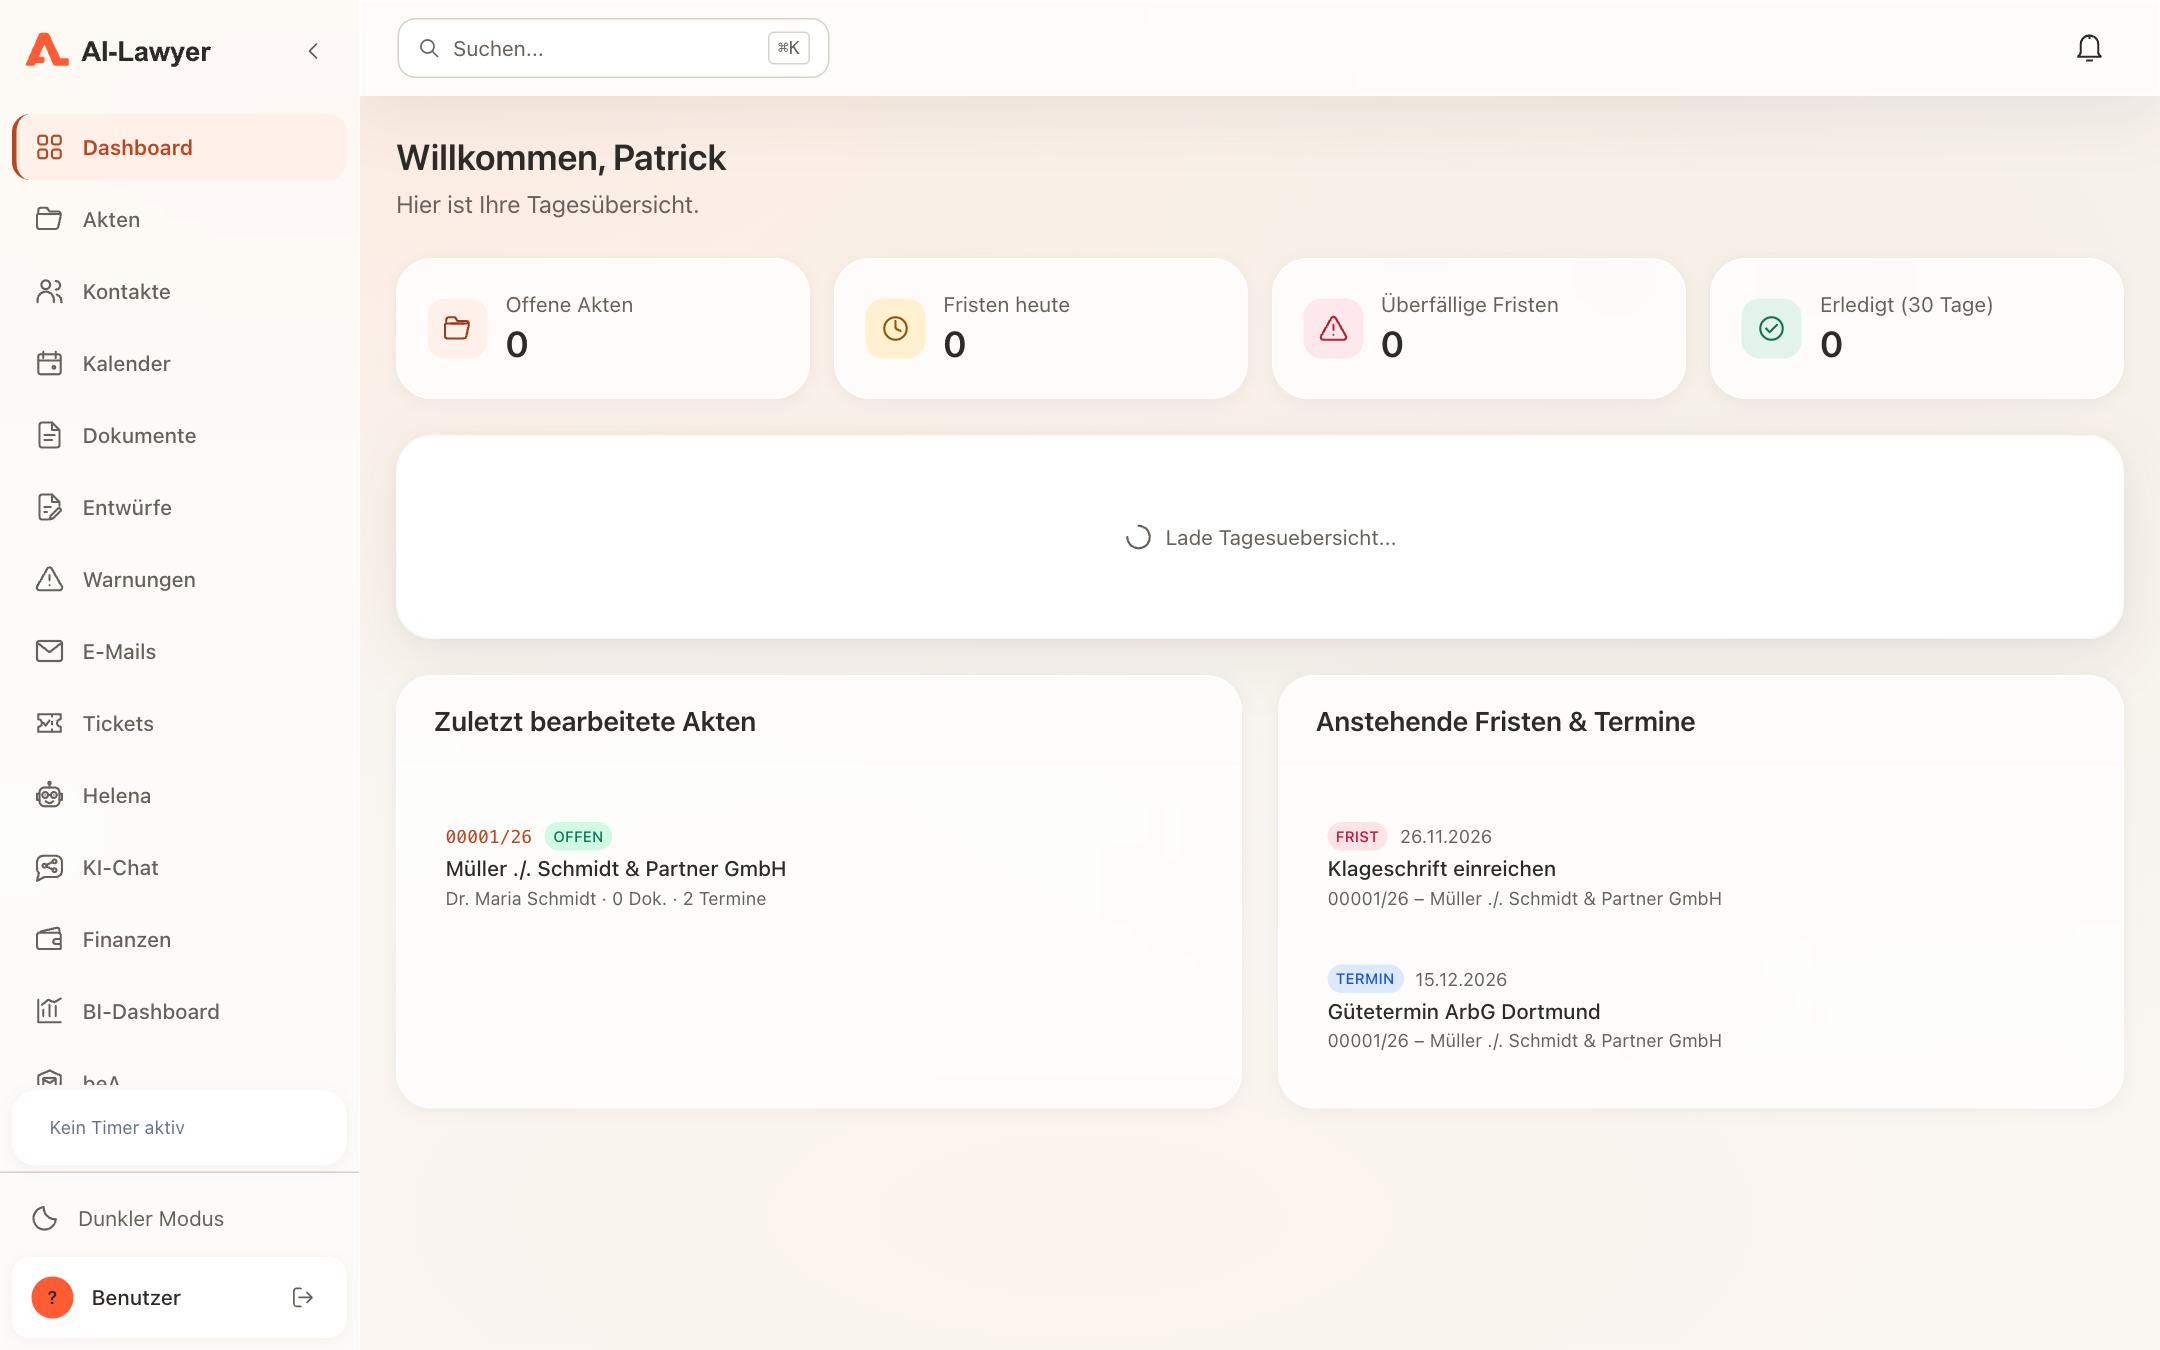 AI-Lawyer
Suchen...
⌘K
Dashboard
Akten
Kontakte
Kalender
Dokumente
Entwürfe
Warnungen
E-Mails
Tickets
Helena
KI-Chat
Finanzen
BI-Dashboard
beA
Kein Timer aktiv
Dunkler Modus
?
Benutzer
Willkommen, Patrick
Hier ist Ihre Tagesübersicht.
Offene Akten
0
Fristen heute
0
Überfällige Fristen
0
Erledigt (30 Tage)
0
Lade Tagesuebersicht...
Zuletzt bearbeitete Akten
00001/26 OFFEN
Müller ./. Schmidt & Partner GmbH
Dr. Maria Schmidt · 0 Dok. · 2 Termine
Anstehende Fristen & Termine
FRIST 26.11.2026
Klageschrift einreichen
00001/26 – Müller ./. Schmidt & Partner GmbH
TERMIN 15.12.2026
Gütetermin ArbG Dortmund
00001/26 – Müller ./. Schmidt & Partner GmbH